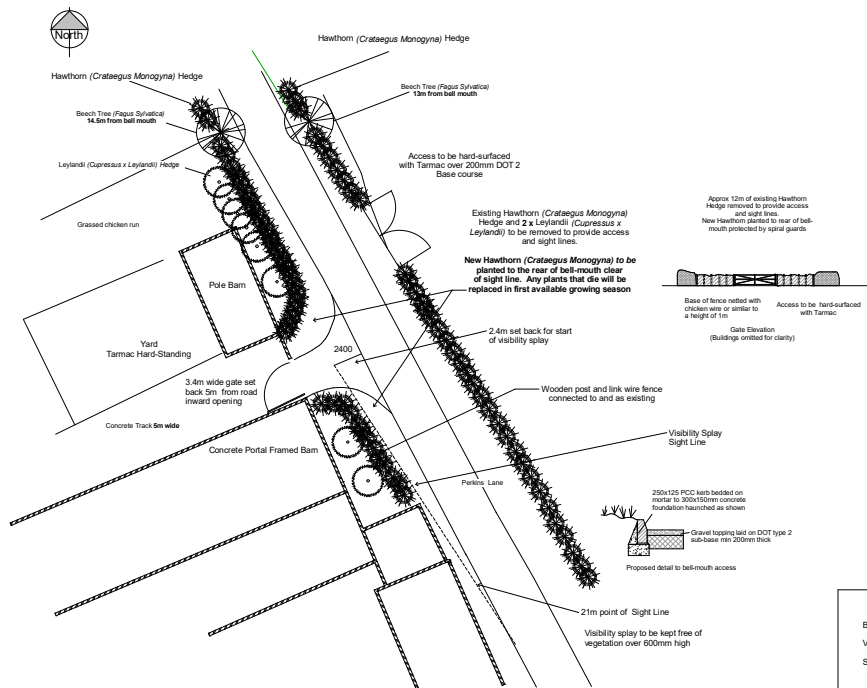 North
Hawthorn (Crataegus Monogyna) Hedge
Hawthorn (Crataegus Monogyna) Hedge
Beech Tree (Fagus Sylvatica)
14.5m from bell mouth
Beech Tree (Fagus Sylvatica)
13m from bell mouth
Leylandii (Cupressus x Leylandii) Hedge
Access to be hard-surfaced
with Tarmac over 200mm DOT 2
Base course
Grassed chicken run
Existing Hawthorn (Crataegus Monogyna)
Hedge and 2 x Leylandii (Cupressus x
Leylandii) to be removed to provide access
and sight lines.
New Hawthorn (Crataegus Monogyna) to be
planted to the rear of bell-mouth clear
of sight line. Any plants that die will be
replaced in first available growing season
Approx 12m of existing Hawthorn
Hedge removed to provide access
and sight lines.
New Hawthorn planted to rear of bell-
mouth protected by spiral guards
Base of fence netted with
chicken wire or similar to
a height of 1m
Access to be hard-surfaced
with Tarmac
Gate Elevation
(Buildings omitted for clarity)
Pole Barn
Yard
Tarmac Hard-Standing
2.4m set back for start
of visibility splay
2400
3.4m wide gate set
back 5m from road
inward opening
Wooden post and link wire fence
connected to and as existing
Concrete Track 5m wide
Visibility Splay
Sight Line
Concrete Portal Framed Barn
Perkins Lane
250x125 PCC kerb bedded on
mortar to 300x150mm concrete
foundation haunched as shown
Gravel topping laid on DOT type 2
sub-base min 200mm thick
Proposed detail to bell-mouth access
21m point of Sight Line
Visibility splay to be kept free of
vegetation over 600mm high
B
V
S